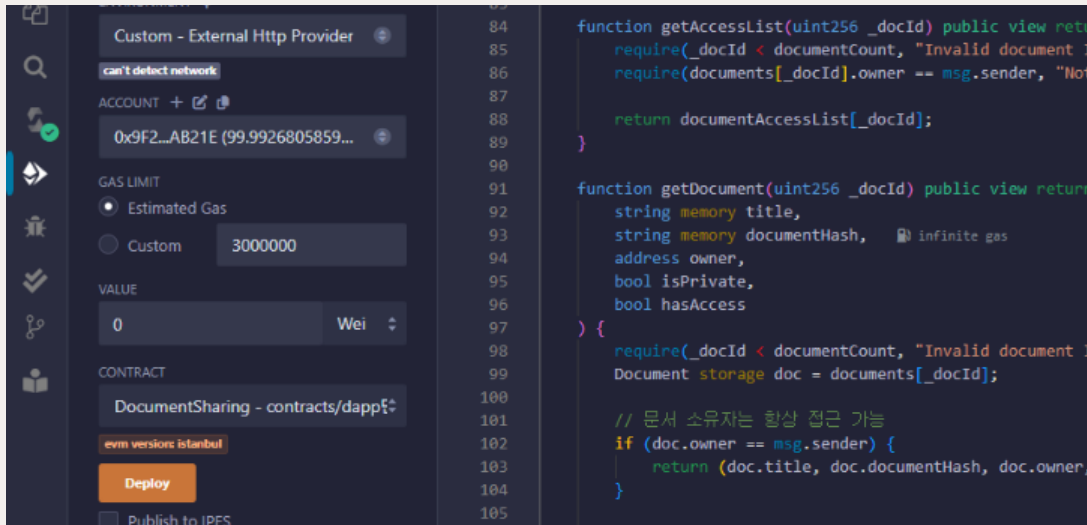 ENVIRONMENT
Custom - External Http Provider
can't detect network
ACCOUNT
0x9F2...AB21E (99.9926805859...
GAS LIMIT
Estimated Gas
Custom
3000000
VALUE
0
Wei
CONTRACT
DocumentSharing - contracts/dapp
evm version: istanbul
Deploy
Publish to IPFS
83
84 function getAccessList(uint256 _docId) public view retu
85 require(_docId < documentCount, "Invalid document
86 require(documents[_docId].owner == msg.sender, "Not
87
88 return documentAccessList[_docId];
89 }
90
91 function getDocument(uint256 _docId) public view return
92 string memory title,
93 string memory documentHash, infinite gas
94 address owner,
95 bool isPrivate,
96 bool hasAccess
97 ) {
98 require(_docId < documentCount, "Invalid document
99 Document storage doc = documents[_docId];
100
101 // 문서 소유자는 항상 접근 가능
102 if (doc.owner == msg.sender) {
103 return (doc.title, doc.documentHash, doc.owner,
104 }
105